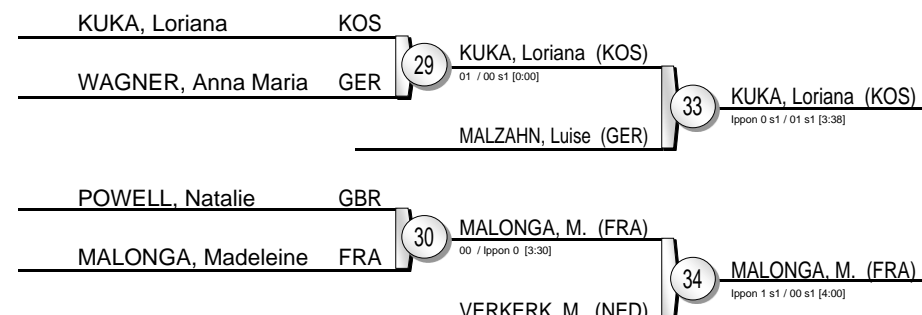 KUKA, Loriana KOS
WAGNER, Anna Maria GER
29
KUKA, Loriana (KOS)
01 / 00 s1 [0:00]
MALZAHN, Luise (GER)
33
KUKA, Loriana (KOS)
Ippon 0 s1 / 01 s1 [3:38]
POWELL, Natalie GBR
MALONGA, Madeleine FRA
30
MALONGA, M. (FRA)
00 / Ippon 0 [3:30]
VERKERK, M. (NED)
34
MALONGA, M. (FRA)
Ippon 1 s1 / 00 s1 [4:00]